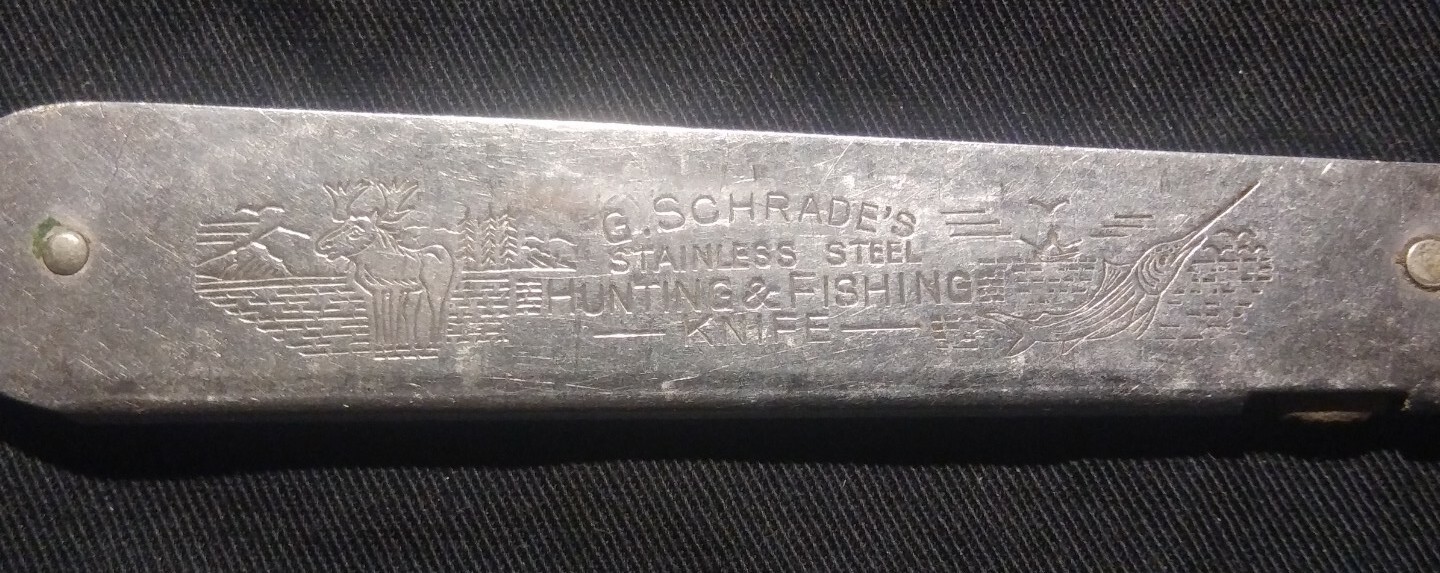 G. SCHRADE'S
STAINLESS STEEL
HUNTING & FISHING
KNIFE